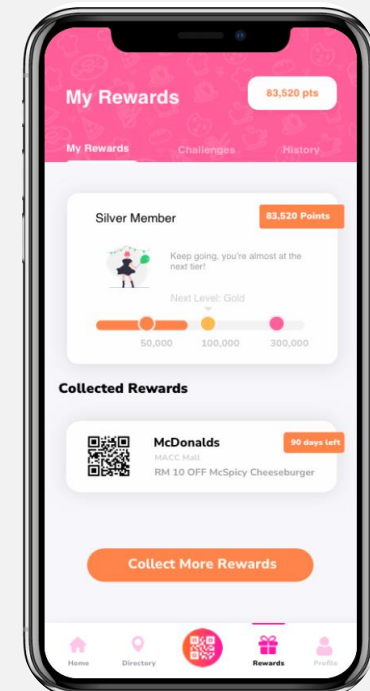 My Rewards
83,520 pts
My Rewards
Challenges
History
Silver Member
83,520 Points
Keep going, you're almost at the
next tier!
Next Level: Gold
50,000
100,000
300,000
Collected Rewards
McDonalds
90 days left
MACC Mall
RM 10 OFF McSpicy Cheeseburger
Collect More Rewards
Home
Directory
Rewards
Profile